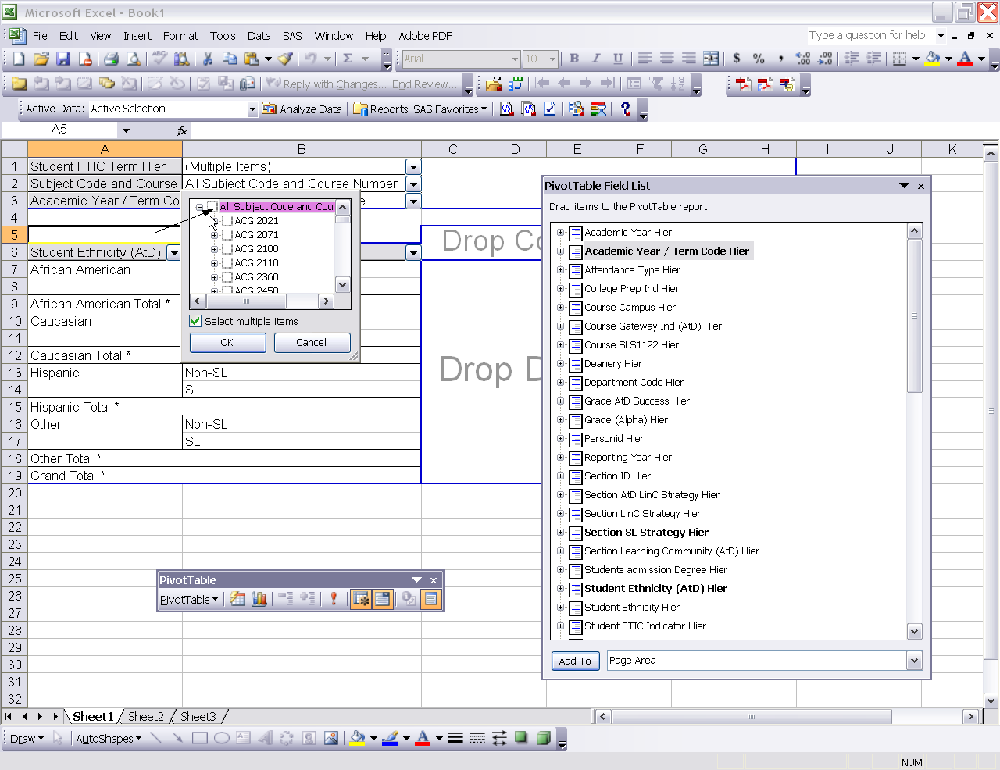 Microsoft Excel - Book1
File Edit View Insert Format Tools Data SAS Window Help Adobe PDF
Type a question for help
Arial 10 B I U $ % ,
Reply with Changes... End Review...
Active Data: Active Selection Analyze Data Reports SAS Favorites
A5 fx
A B C D E F G H I J K
1 Student FTIC Term Hier (Multiple Items)
2 Subject Code and Course All Subject Code and Course Number
3 Academic Year / Term Co e
4
5 Drop Co
6 Student Ethnicity (AtD)
7 African American
8
9 African American Total *
10 Caucasian
11
12 Caucasian Total *
13 Hispanic Non-SL
14 SL
15 Hispanic Total *
16 Other Non-SL
17 SL
18 Other Total *
19 Grand Total *
20
21
22
23
24
25
26
27
28
29
30
31
32
Drop D
All Subject Code and Cou
ACG 2021
ACG 2071
ACG 2100
ACG 2110
ACG 2360
ACG 2450
Select multiple items
OK Cancel
PivotTable Field List
Drag items to the PivotTable report
Academic Year Hier
Academic Year / Term Code Hier
Attendance Type Hier
College Prep Ind Hier
Course Campus Hier
Course Gateway Ind (AtD) Hier
Course SLS1122 Hier
Deanery Hier
Department Code Hier
Grade AtD Success Hier
Grade (Alpha) Hier
Personid Hier
Reporting Year Hier
Section ID Hier
Section AtD LinC Strategy Hier
Section LinC Strategy Hier
Section SL Strategy Hier
Section Learning Community (AtD) Hier
Students admission Degree Hier
Student Ethnicity (AtD) Hier
Student Ethnicity Hier
Student FTIC Indicator Hier
Add To Page Area
PivotTable
PivotTable
Sheet1 Sheet2 Sheet3
Draw AutoShapes
NUM